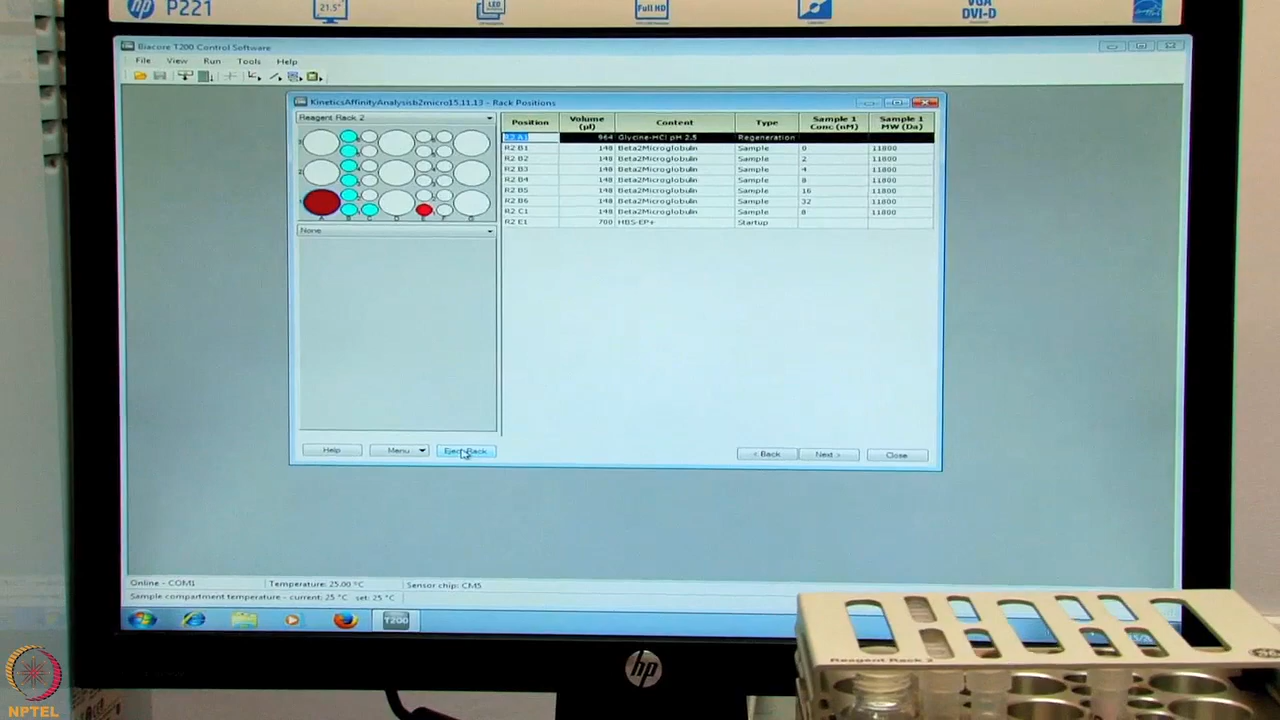 hp P221
21.5"
LED
Full HD
VGA
DVI-D
Biacore T200 Control Software
File View Run Tools Help
KineticsAffinityAnalysisb2micro15.11.13 - Rack Positions
Reagent Rack 2
Position Volume (µl) Content Type Sample 1 Conc (nM) Sample 1 MW (Da)
R2 A1 964 Glycine-HCl pH 2.5 Regeneration
R2 B1 148 Beta2Microglobulin Sample 0 11800
R2 B2 148 Beta2Microglobulin Sample 2 11800
R2 B3 148 Beta2Microglobulin Sample 4 11800
R2 B4 148 Beta2Microglobulin Sample 8 11800
R2 B5 148 Beta2Microglobulin Sample 16 11800
R2 B6 148 Beta2Microglobulin Sample 32 11800
R2 C1 148 Beta2Microglobulin Sample 8 11800
R2 E1 700 HBS-EP+ Startup
None
Help Menu Eject Rack < Back Next > Close
Online - COM1 Temperature: 25.00 °C Sensor chip: CM5
Sample compartment temperature - current: 25 °C set: 25 °C
T200
Reagent Rack 2
hp
NPTEL